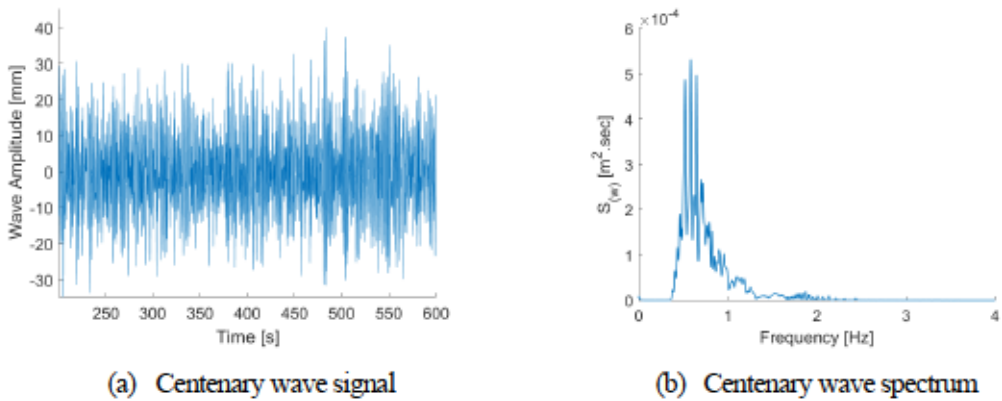 40
30
20
10
0
-10
-20
-30
Wave Amplitude [mm]
250 300 350 400 450 500 550 600
Time [s]
(a) Centenary wave signal
×10⁻⁴
6
5
4
3
2
1
0
S(w) [m².sec]
0 1 2 3 4
Frequency [Hz]
(b) Centenary wave spectrum